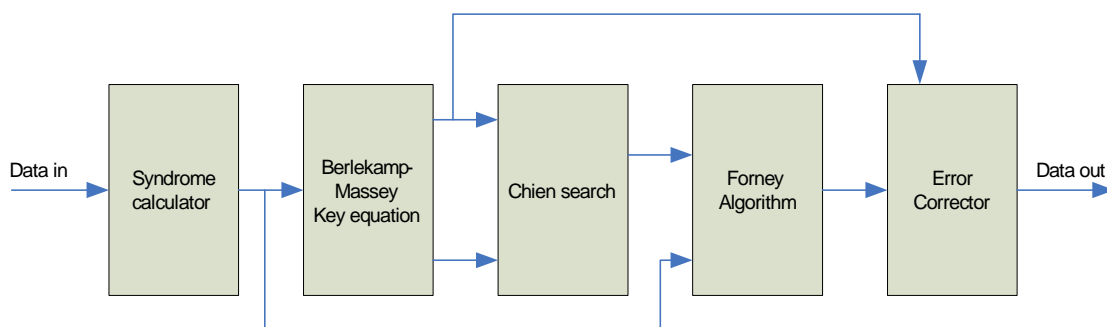 Data in
Syndrome
calculator
Berlekamp-
Massey
Key equation
Chien search
Forney
Algorithm
Error
Corrector
Data out